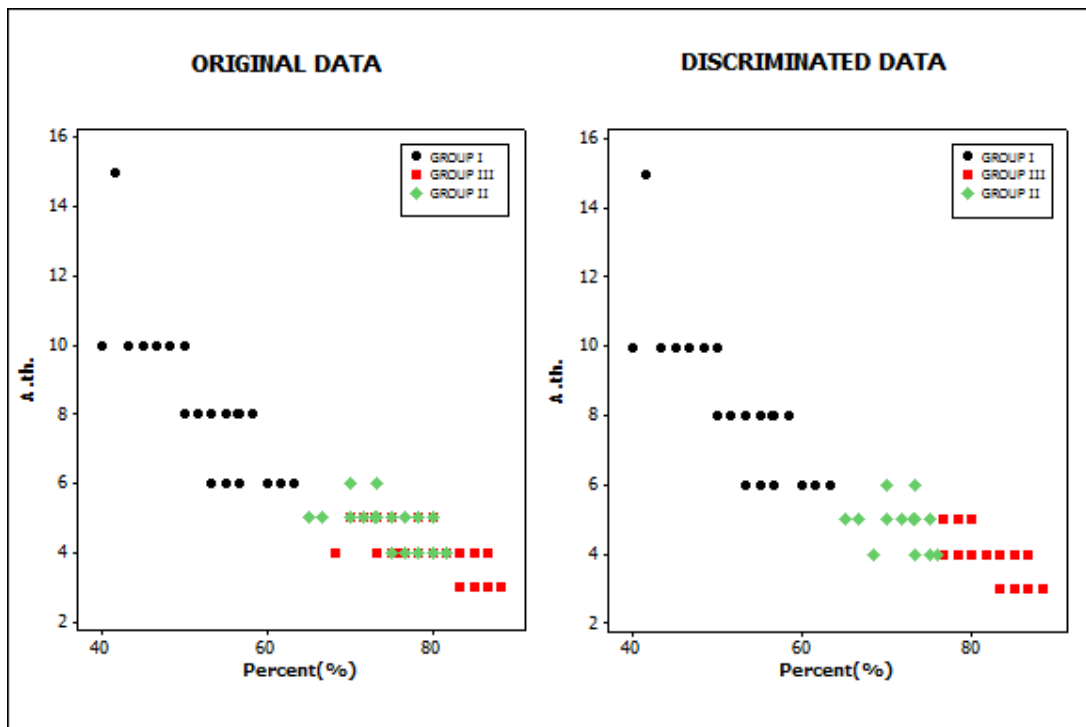 ORIGINAL DATA
16
14
12
10
8
6
4
2
A.th.
40
60
80
Percent(%)
GROUP I
GROUP III
GROUP II
DISCRIMINATED DATA
16
14
12
10
8
6
4
2
A.th.
40
60
80
Percent(%)
GROUP I
GROUP III
GROUP II